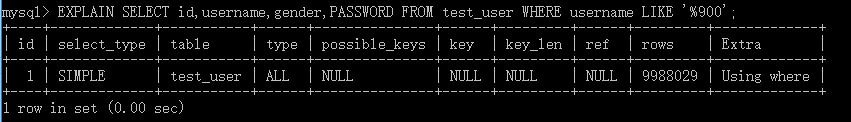 mysql> EXPLAIN SELECT id,username,gender,PASSWORD FROM test_user WHERE username LIKE '%900';
+----+-------------+-----------+------+---------------+------+---------+------+---------+-------------+
| id | select_type | table     | type | possible_keys | key  | key_len | ref  | rows    | Extra       |
+----+-------------+-----------+------+---------------+------+---------+------+---------+-------------+
|  1 | SIMPLE      | test_user | ALL  | NULL          | NULL | NULL    | NULL | 9988029 | Using where |
+----+-------------+-----------+------+---------------+------+---------+------+---------+-------------+
1 row in set (0.00 sec)